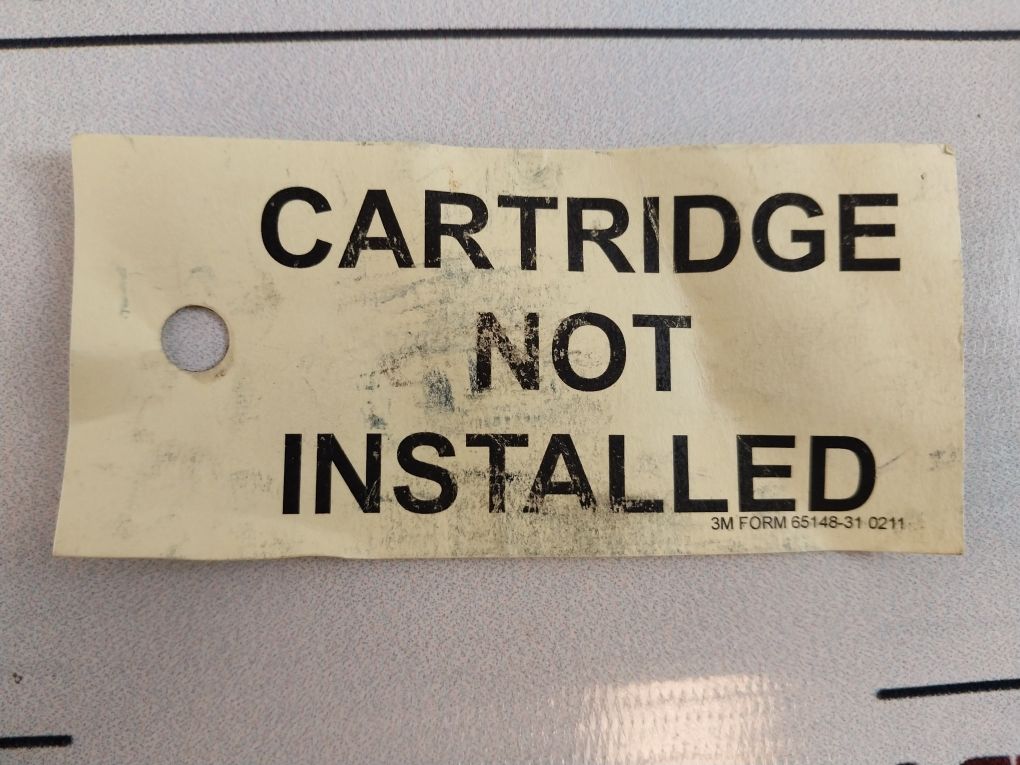 CARTRIDGE
NOT
INSTALLED
3M FORM 65148-31 0211